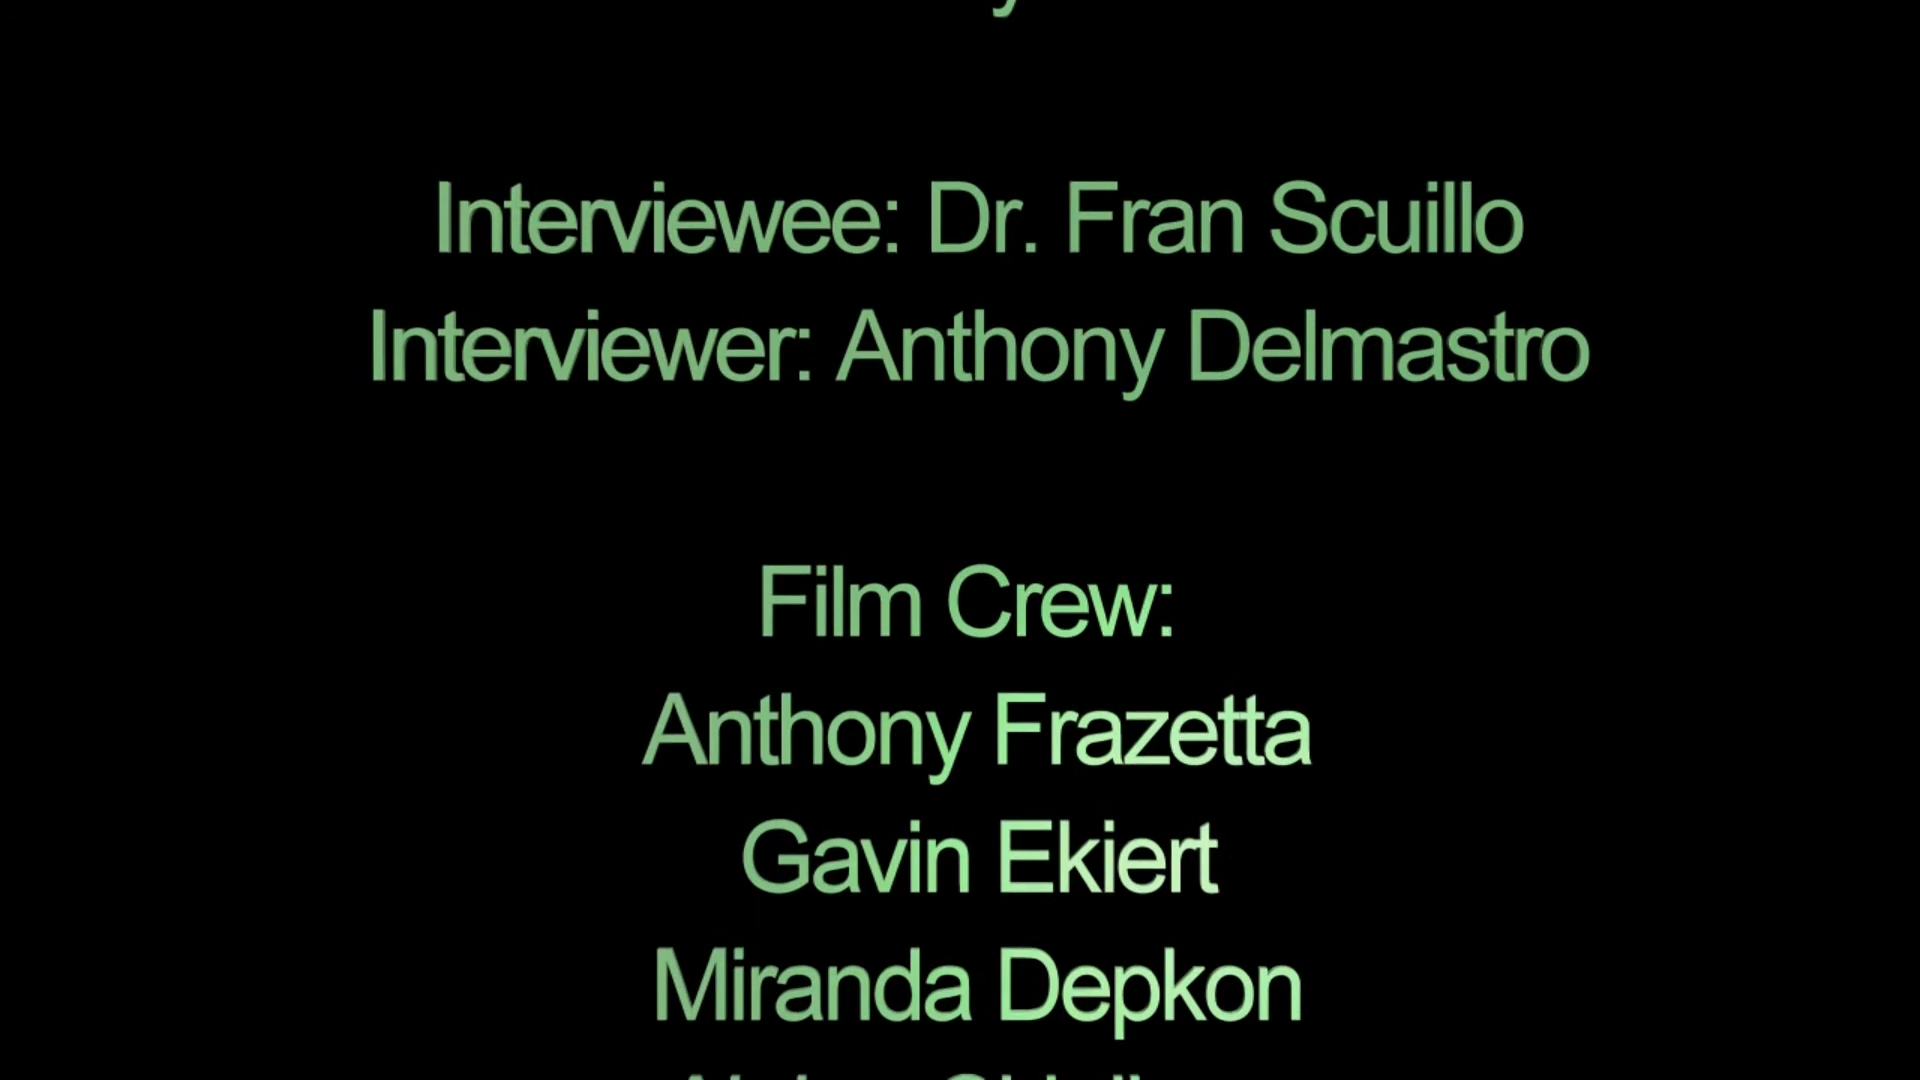 Interviewee: Dr. Fran Scuillo
Interviewer: Anthony Delmastro
Film Crew:
Anthony Frazetta
Gavin Ekiert
Miranda Depkon